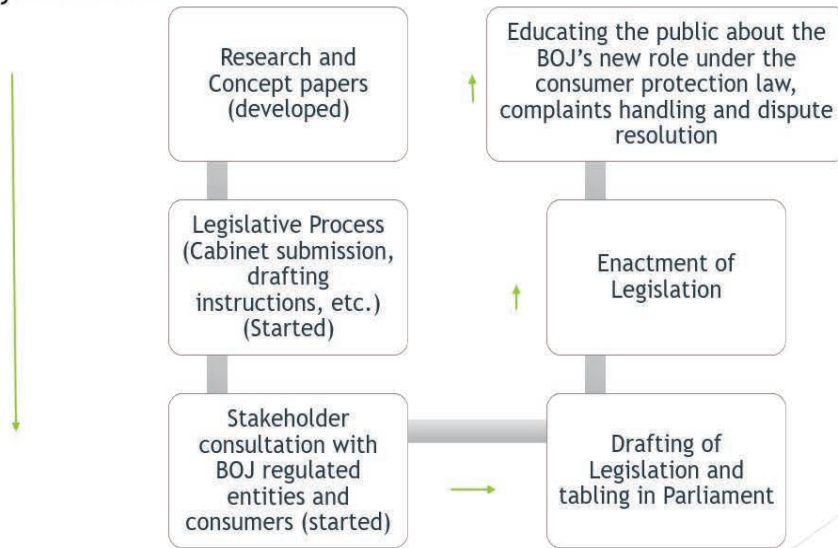 Research and
Concept papers
(developed)
Legislative Process
(Cabinet submission,
drafting
instructions, etc.)
(Started)
Stakeholder
consultation with
BOJ regulated
entities and
consumers (started)
Drafting of
Legislation and
tabling in Parliament
Enactment of
Legislation
Educating the public about the
BOJ’s new role under the
consumer protection law,
complaints handling and dispute
resolution